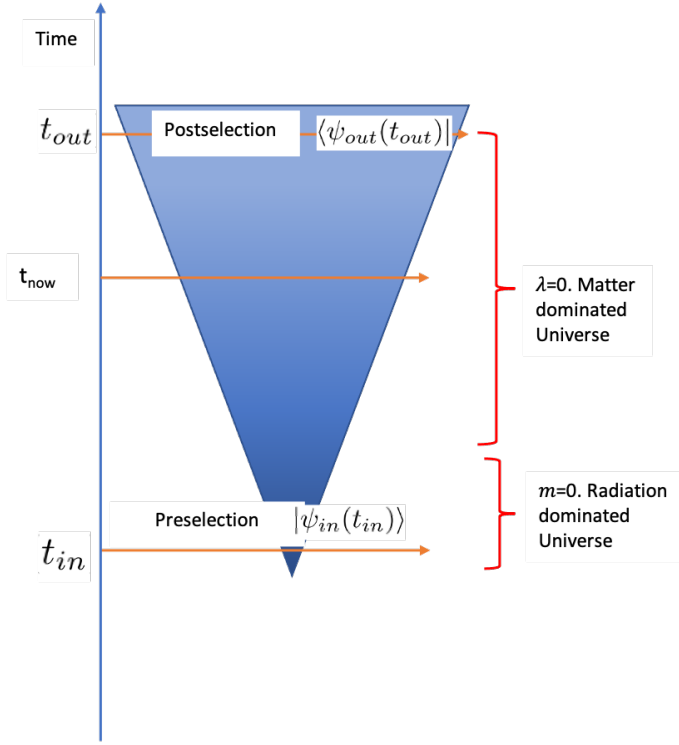 Time
t_out
Postselection
⟨ψ_out(t_out)|
t_now
λ=0. Matter
dominated
Universe
m=0. Radiation
dominated
Universe
Preselection
|ψ_in(t_in)⟩
t_in